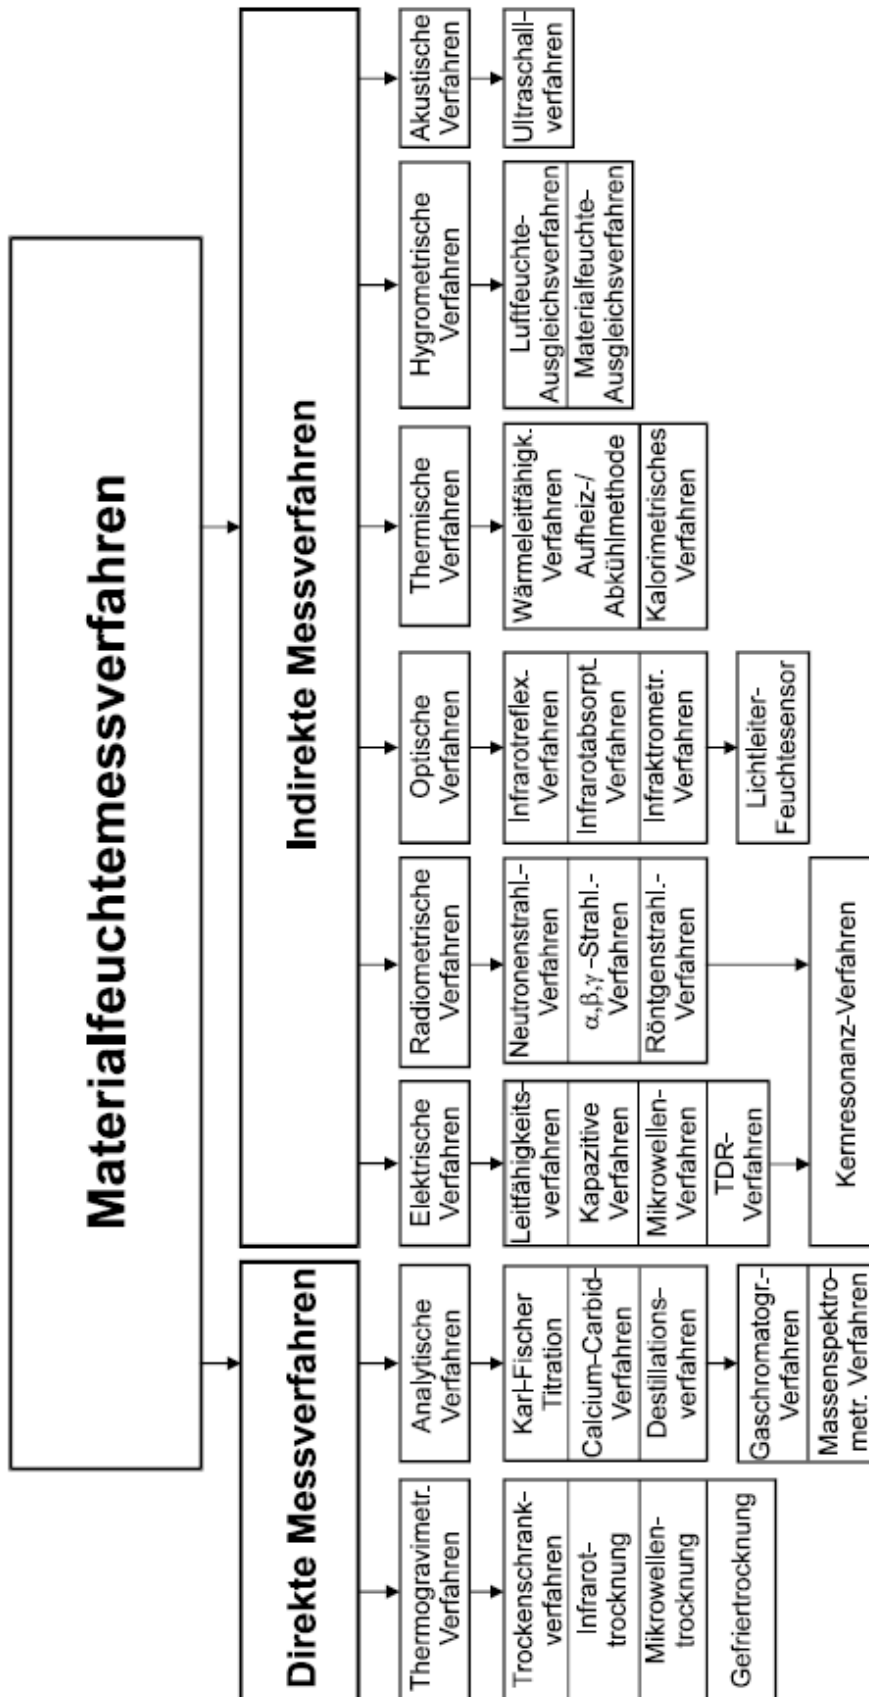 Materialfeuchtemessverfahren
Direkte Messverfahren
Indirekte Messverfahren
Thermogravimetr.
Verfahren
Analytische
Verfahren
Elektrische
Verfahren
Radiometrische
Verfahren
Optische
Verfahren
Thermische
Verfahren
Hygrometrische
Verfahren
Akustische
Verfahren
Trockenschrank-
verfahren
Infrarot-
trocknung
Mikrowellen-
trocknung
Gefriertrocknung
Karl-Fischer
Titration
Calcium-Carbid-
Verfahren
Destillations-
verfahren
Gaschromatogr.-
Verfahren
Massenspektro-
metr. Verfahren
Leitfähigkeits-
verfahren
Kapazitive
Verfahren
Mikrowellen-
Verfahren
TDR-
Verfahren
Neutronenstrahl.-
Verfahren
α,β,γ-Strahl.-
Verfahren
Röntgenstrahl.-
Verfahren
Kernresonanz-Verfahren
Infrarotreflex.-
Verfahren
Infrarotabsorpt.
Verfahren
Infraktrometr.
Verfahren
Lichtleiter-
Feuchtesensor
Wärmeleitfähigk.
Verfahren
Aufheiz-/
Abkühlmethode
Kalorimetrisches
Verfahren
Luftfeuchte-
Ausgleichsverfahren
Materialfeuchte-
Ausgleichsverfahren
Ultraschall-
verfahren